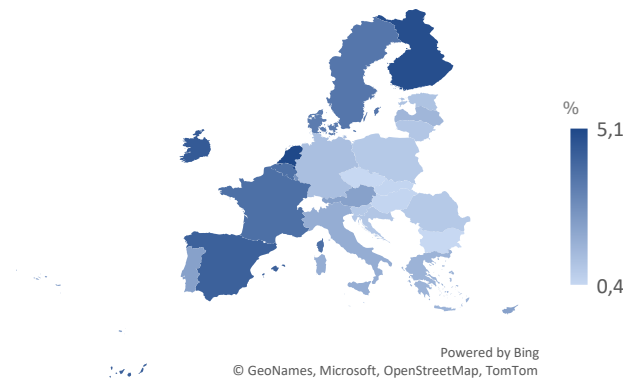 %
5,1
0,4
Powered by Bing
© GeoNames, Microsoft, OpenStreetMap, TomTom